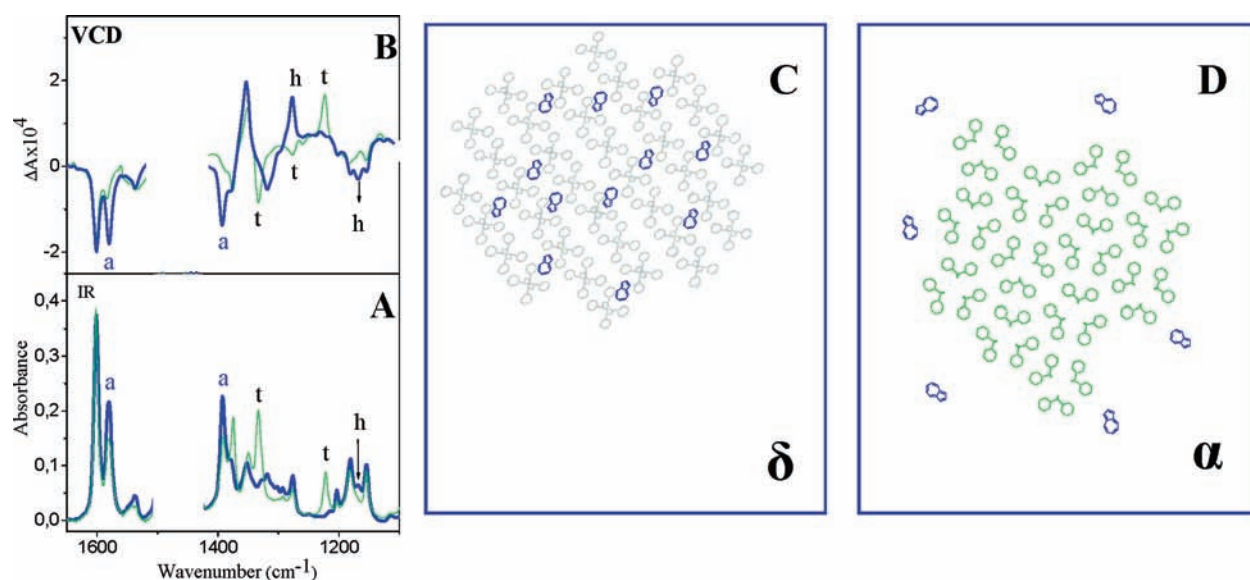 VCD
B
h
t
2
0
-2
ΔAx10⁴
t
a
a
t
h
IR
A
0,4
0,3
0,2
0,1
0,0
Absorbance
a
a
t
t
h
1600
1400
1200
Wavenumber (cm⁻¹)
C
δ
D
α